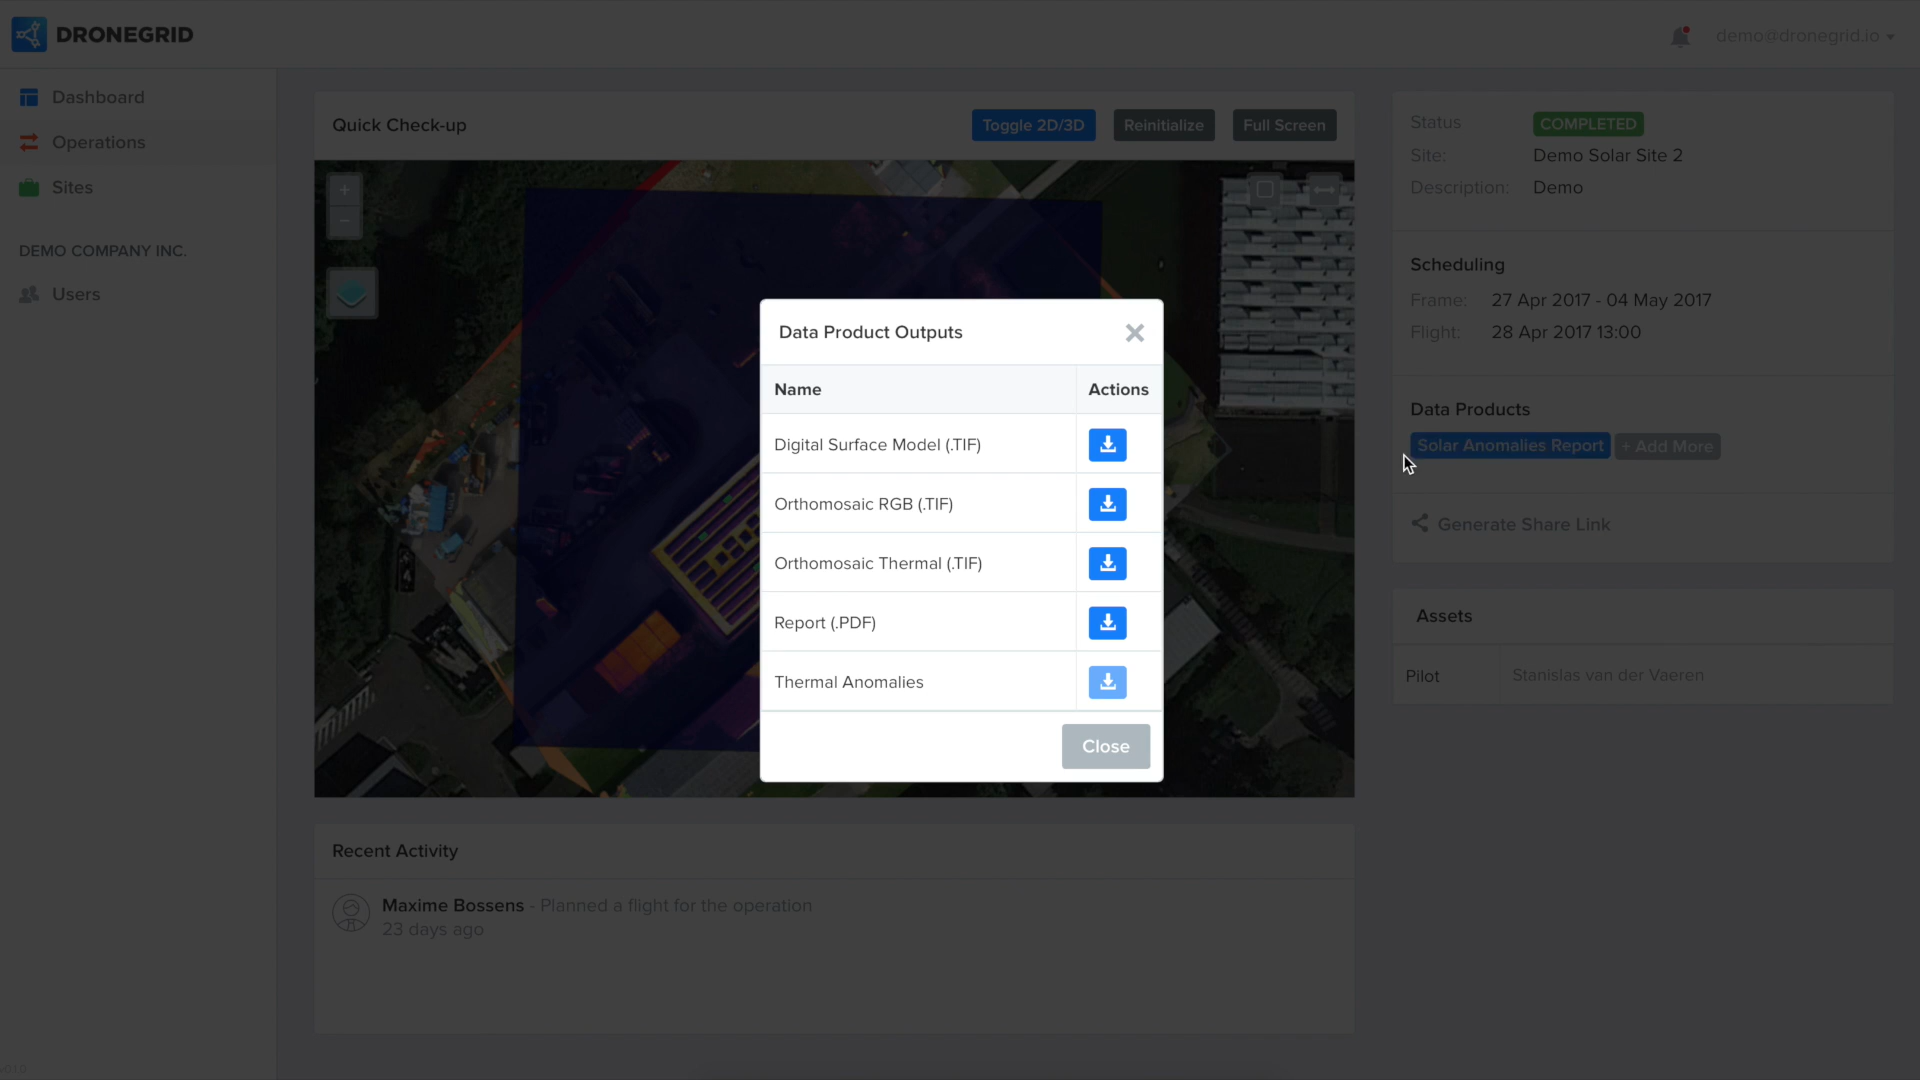 DRONEGRID
demo@dronegrid.io
Dashboard
Operations
Sites
DEMO COMPANY INC.
Users
Quick Check-up
Toggle 2D/3D
Reinitialize
Full Screen
+
−
Status
COMPLETED
Site:
Demo Solar Site 2
Description:
Demo
Scheduling
Frame:
27 Apr 2017 - 04 May 2017
Flight:
28 Apr 2017 13:00
Data Products
Solar Anomalies Report
+ Add More
Generate Share Link
Assets
Pilot
Stanislas van der Vaeren
Data Product Outputs
Name
Actions
Digital Surface Model (.TIF)
Orthomosaic RGB (.TIF)
Orthomosaic Thermal (.TIF)
Report (.PDF)
Thermal Anomalies
Close
Recent Activity
Maxime Bossens - Planned a flight for the operation
23 days ago